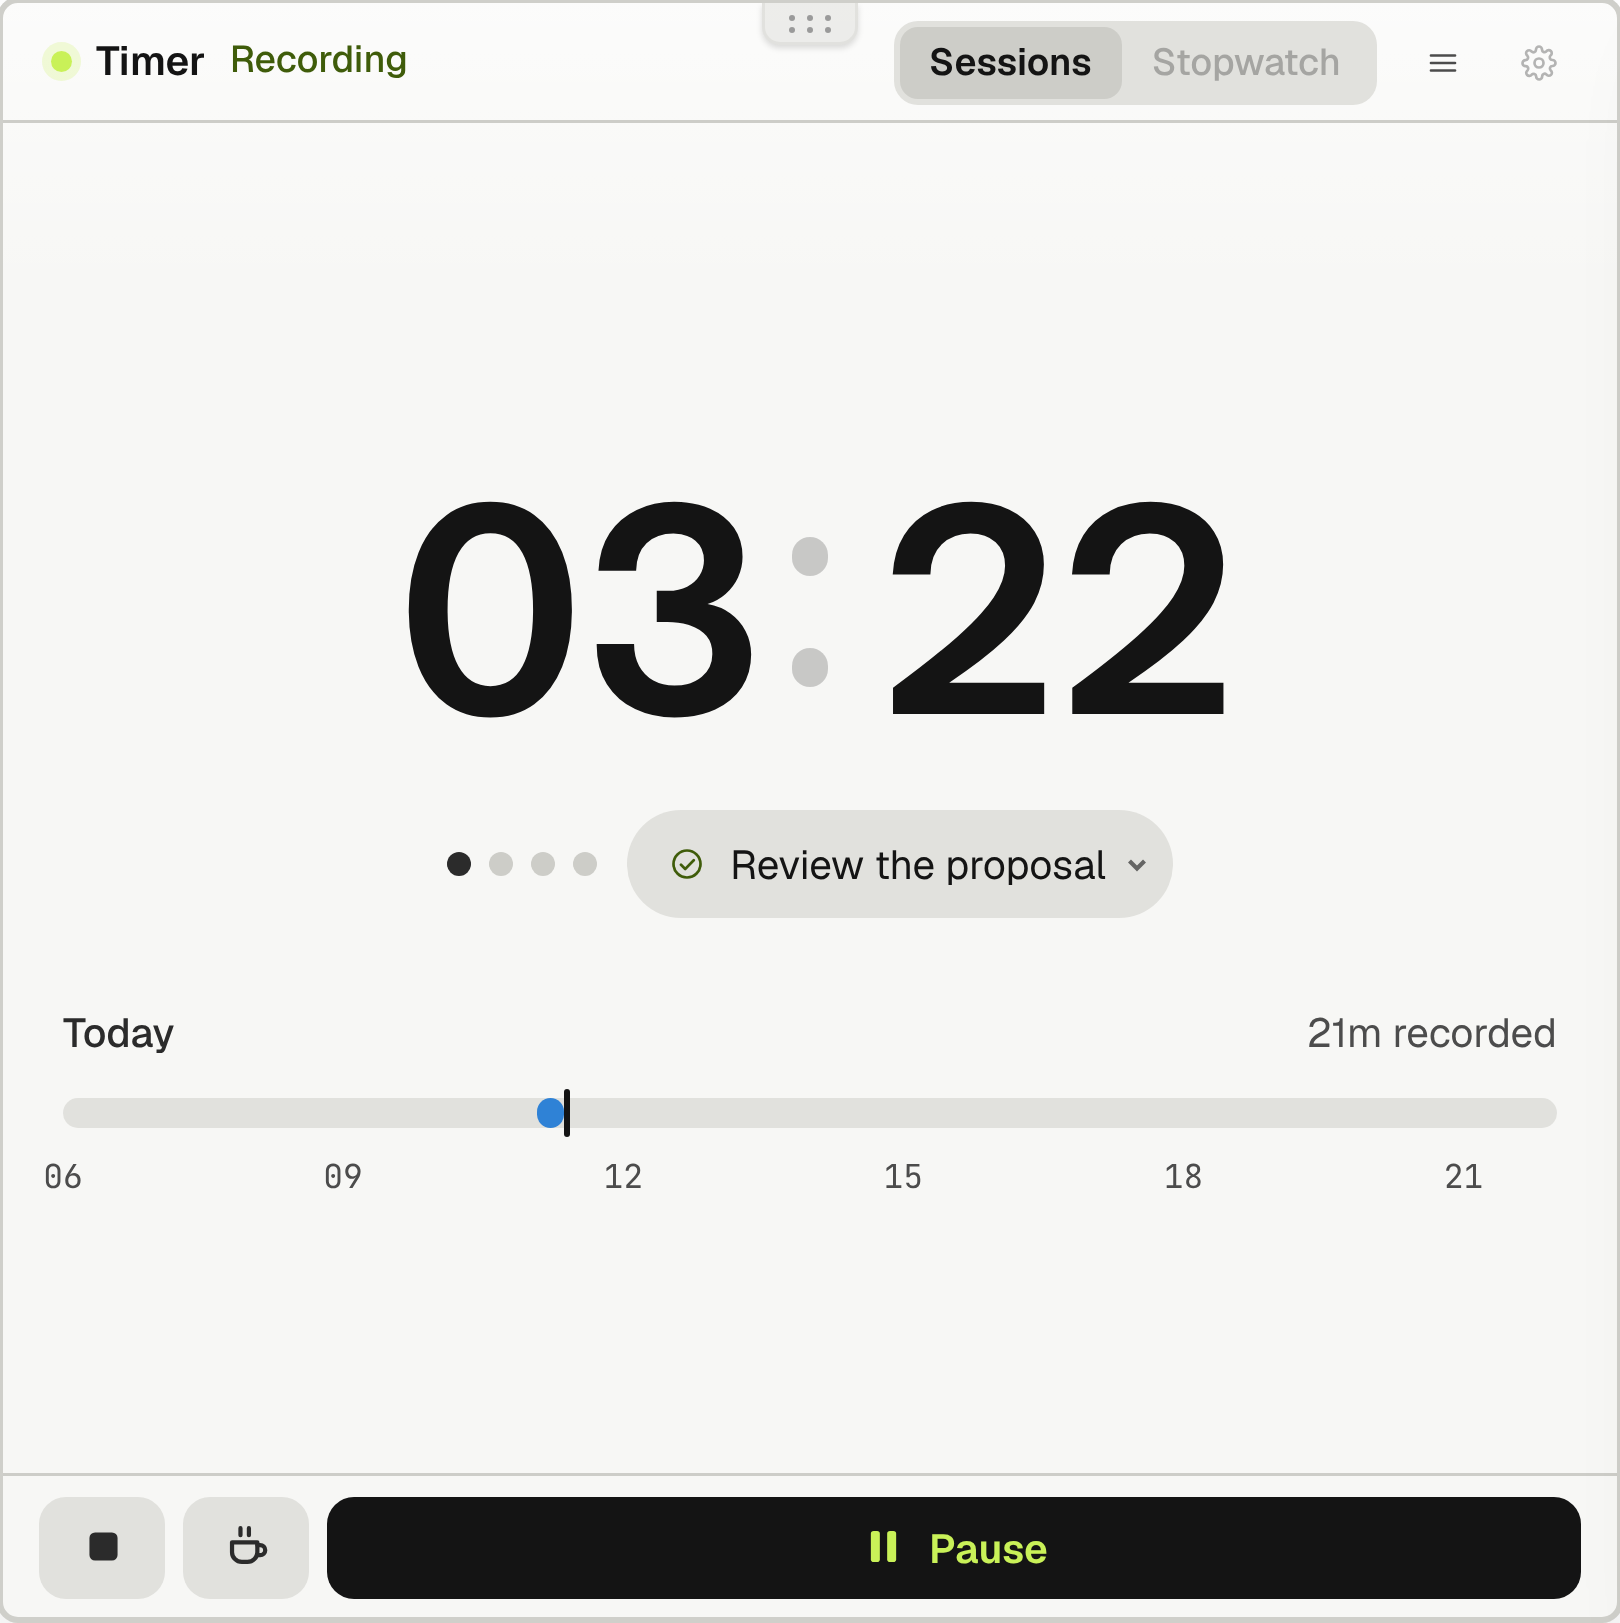 Timer Recording Sessions Stopwatch
03:22
Review the proposal
Today 21m recorded
06 09 12 15 18 21
Pause